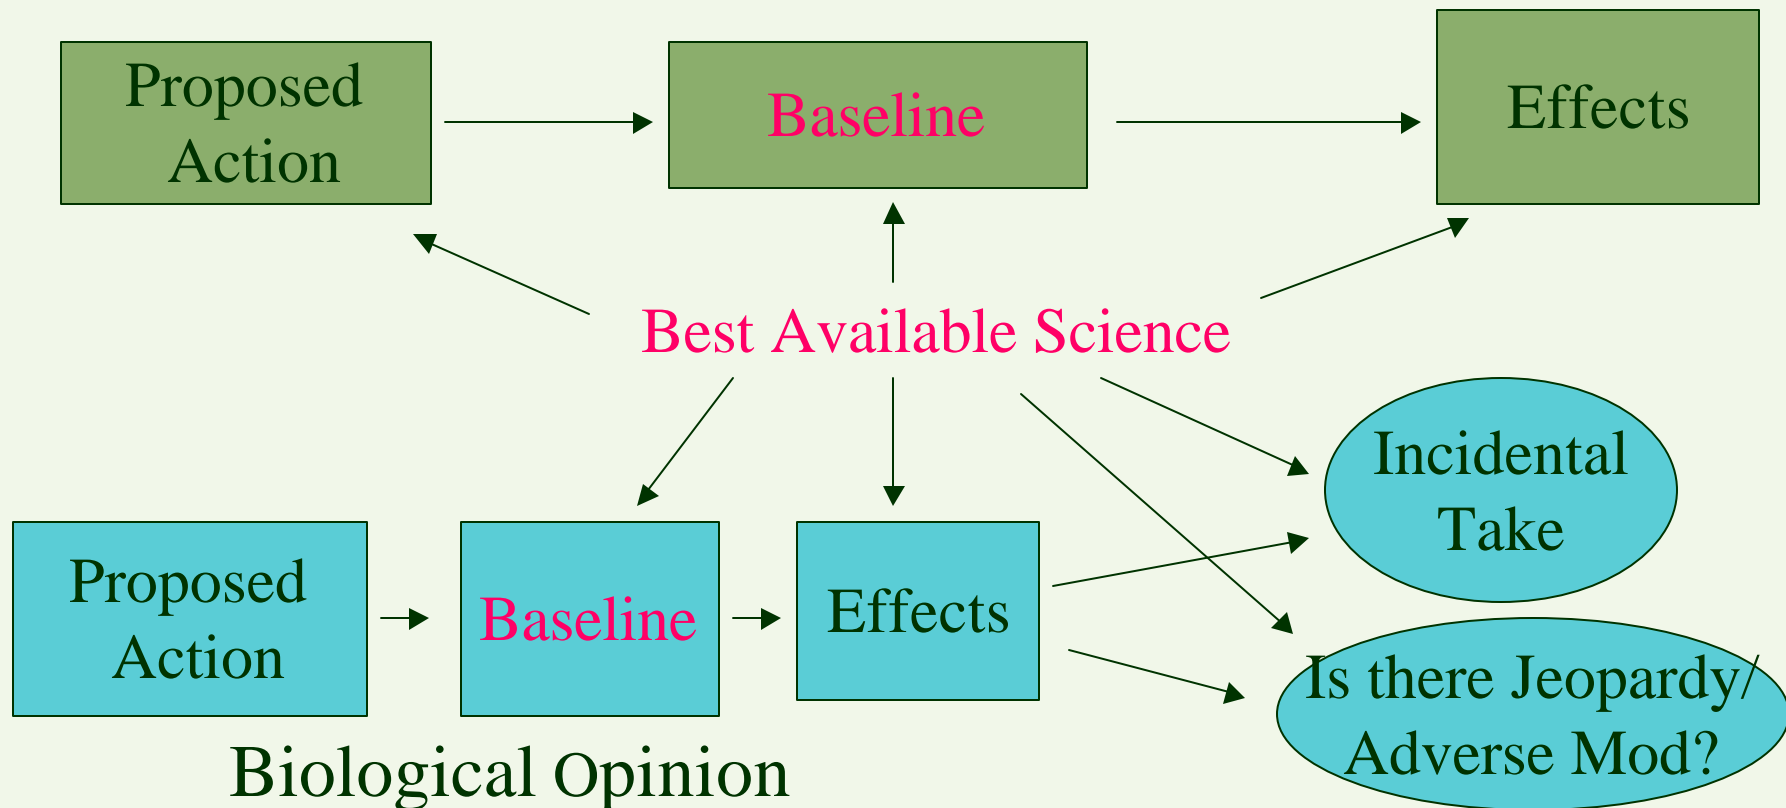 Proposed
Action
Baseline
Effects
Best Available Science
Incidental
Take
Proposed
Action
Baseline
Effects
Is there Jeopardy/
Adverse Mod?
Biological Opinion